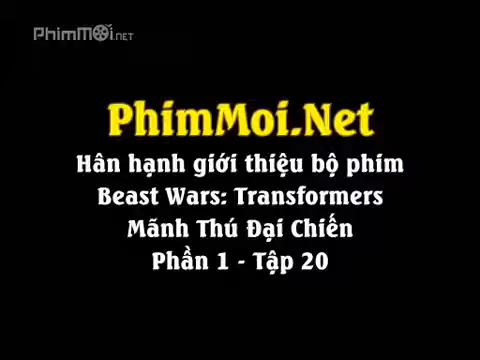 PhimMoi.NET
PhimMoi.Net
Hân hạnh giới thiệu bộ phim
Beast Wars: Transformers
Mãnh Thú Đại Chiến
Phần 1 - Tập 20